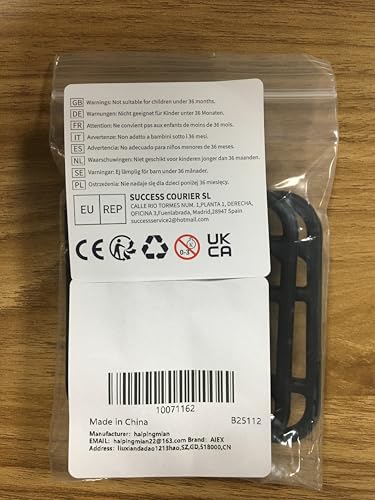 GB Warnings: Not suitable for children under 36 months.
DE Warnungen: Nicht geeignet für Kinder unter 36 Monaten.
FR Attention: Ne convient pas aux enfants de moins de 36 mois.
IT Avvertenze: Non adatto a bambini sotto i 36 mesi.
ES Advertencia: No adecuado para niños menores de 36 meses.
NL Waarschuwingen: Niet geschikt voor kinderen jonger dan 36 maanden.
SE Varningar: Ej lämplig för barn under 36 månader.
PL Ostrzeżenia: Nie nadaje się dla dzieci poniżej 36 miesięcy.
EU REP
SUCCESS COURIER SL
CALLE RIO TORMES NUM. 1,PLANTA 1, DERECHA,
OFICINA 3,Fuenlabrada, Madrid,28947 Spain
successservice2@hotmail.com
CE
0-3
UK
CA
10071162
Made in China
B25112
Manufacturer: haipingmian
EMAIL: haipingmian22@163.com Brand: AIEX
Address: liuxiandadao1213hao,SZ,GD,518000,CN